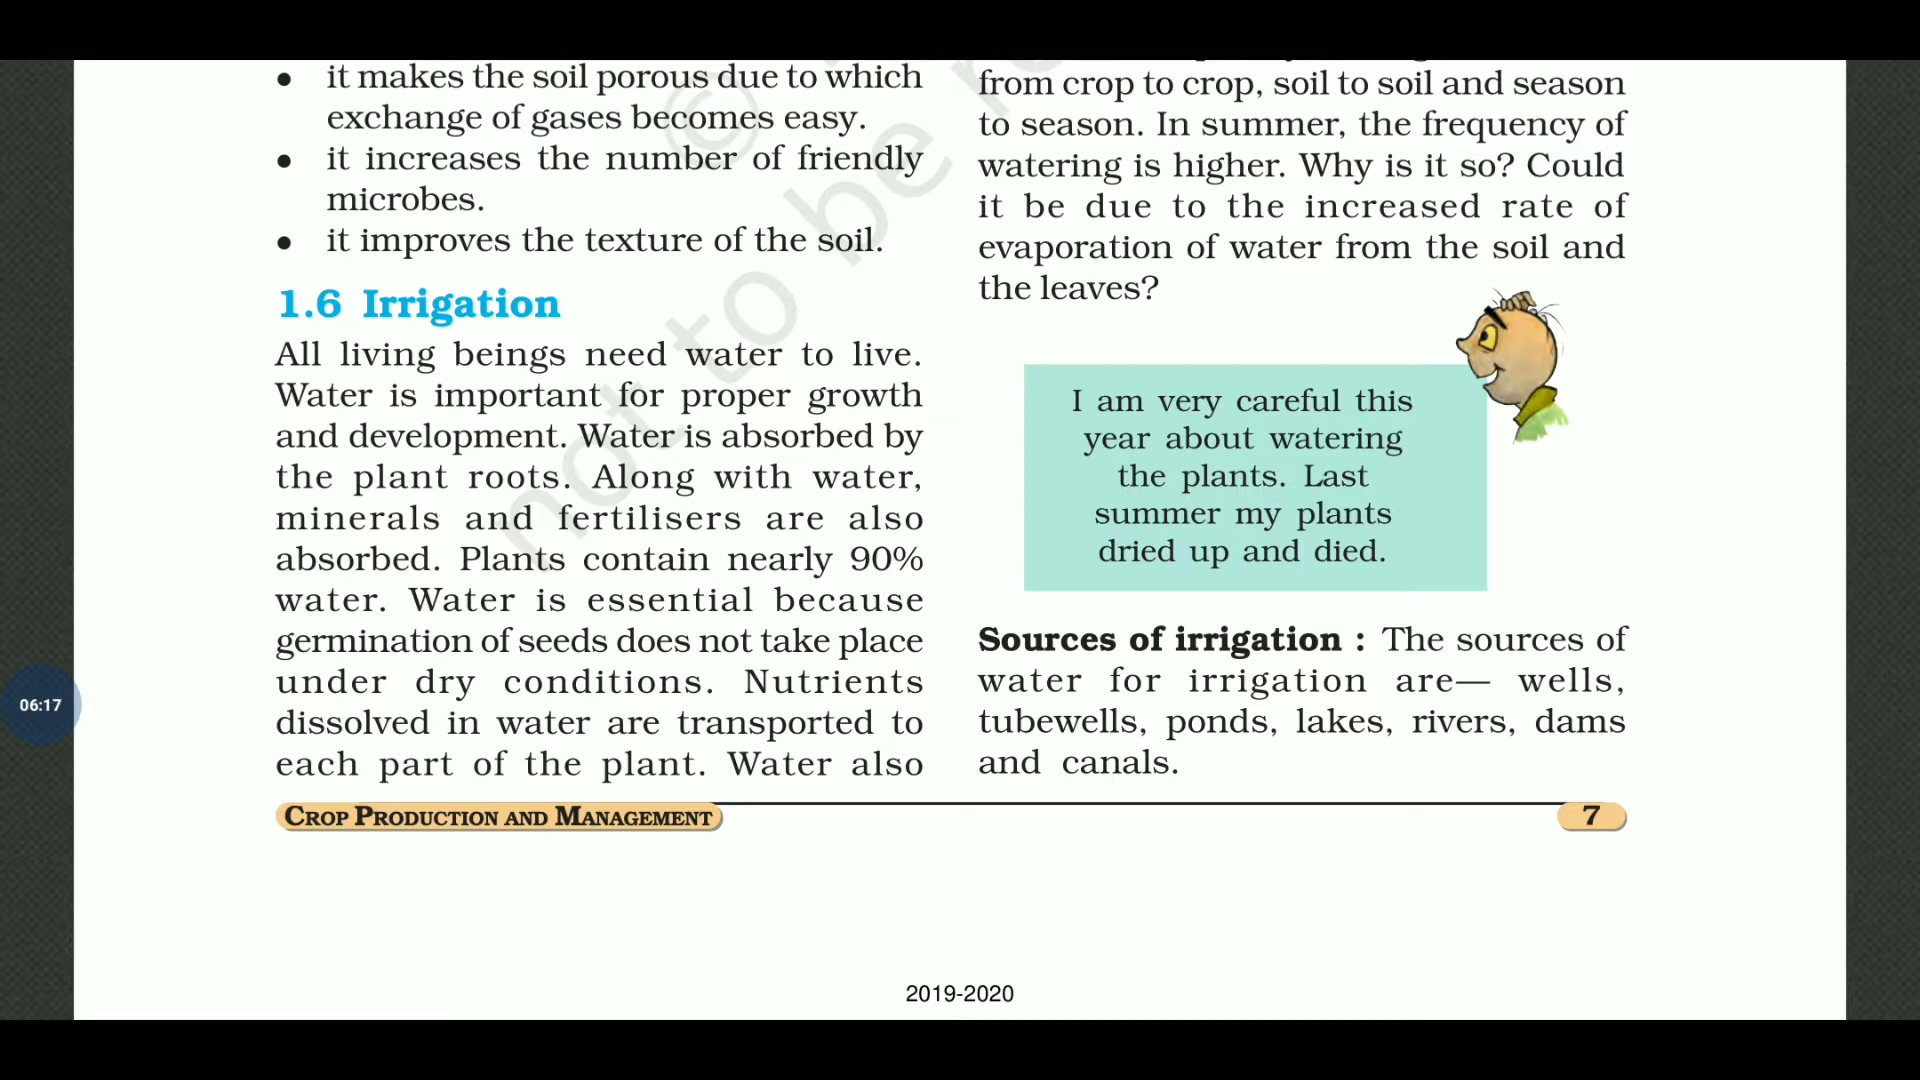 it makes the soil porous due to which
exchange of gases becomes easy.
it increases the number of friendly
microbes.
it improves the texture of the soil.
1.6 Irrigation
All living beings need water to live.
Water is important for proper growth
and development. Water is absorbed by
the plant roots. Along with water,
minerals and fertilisers are also
absorbed. Plants contain nearly 90%
water. Water is essential because
germination of seeds does not take place
under dry conditions. Nutrients
dissolved in water are transported to
each part of the plant. Water also
from crop to crop, soil to soil and season
to season. In summer, the frequency of
watering is higher. Why is it so? Could
it be due to the increased rate of
evaporation of water from the soil and
the leaves?
I am very careful this
year about watering
the plants. Last
summer my plants
dried up and died.
Sources of irrigation : The sources of
water for irrigation are— wells,
tubewells, ponds, lakes, rivers, dams
and canals.
CROP PRODUCTION AND MANAGEMENT
7
2019-2020
06:17
© not to be r